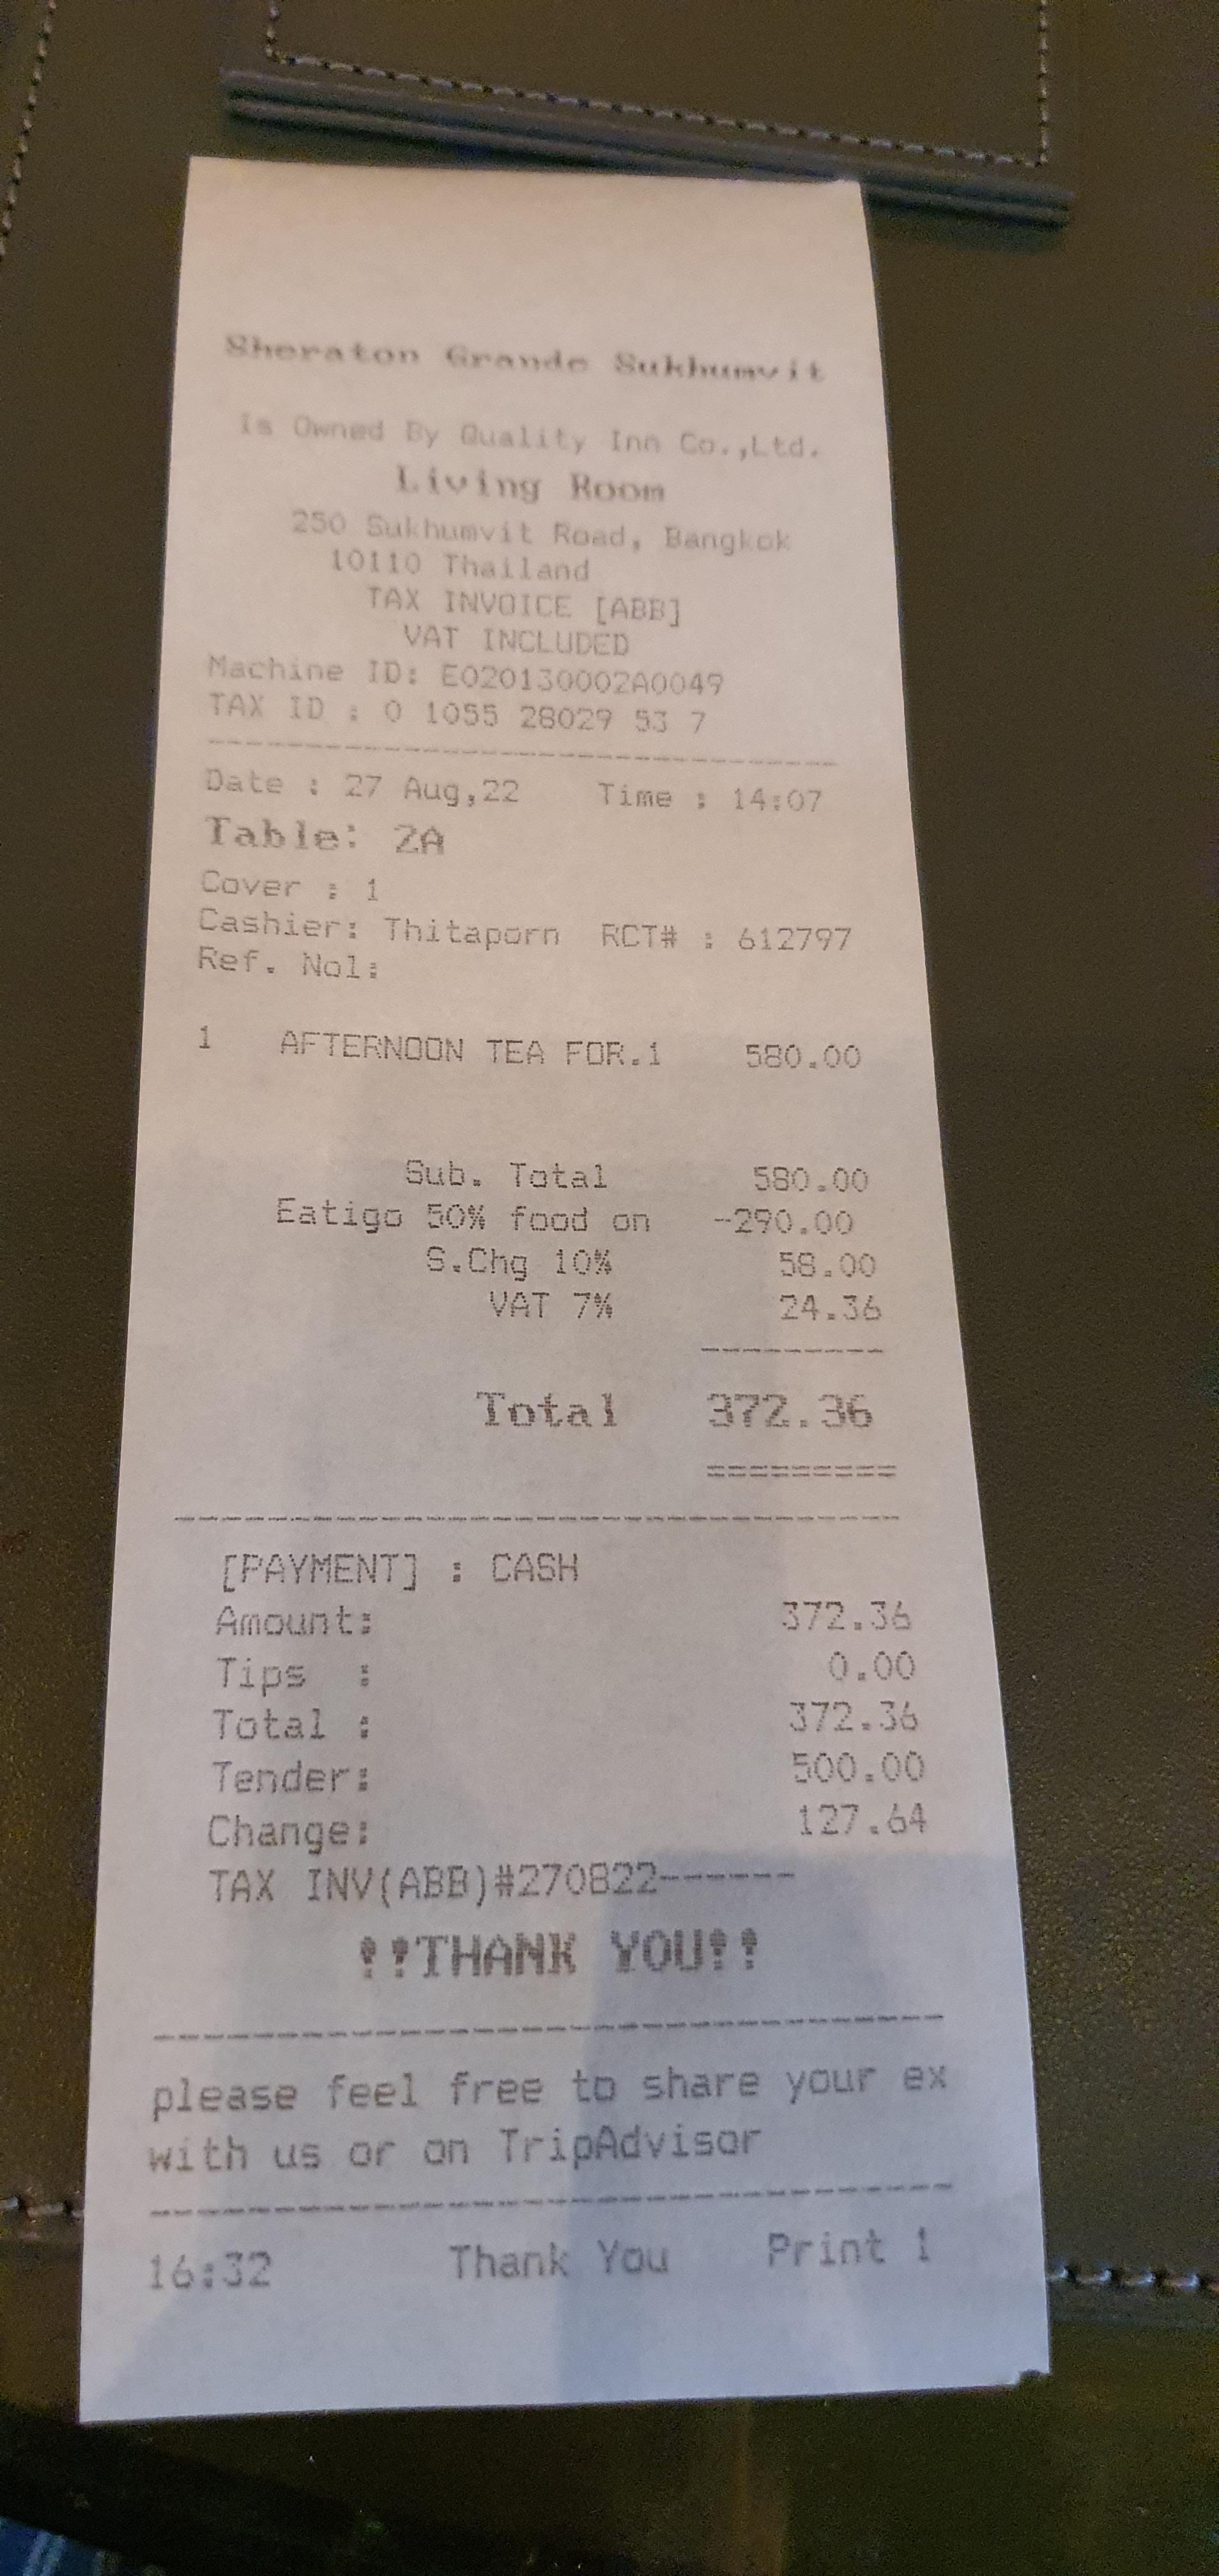 Sheraton Grande Sukhumvit
is Owned By Quality Inn Co.,Ltd.
Living Room
250 Sukhumvit Road, Bangkok
10110 Thailand
TAX INVOICE [ABB]
VAT INCLUDED
Machine ID: E020130002A0049
TAX ID : 0 1055 28029 53 7
Date : 27 Aug,22 Time : 14:07
Table: 2A
Cover : 1
Cashier: Thitaporn RCT# : 612797
Ref. No1:
1 AFTERNOON TEA FOR.1 580.00
Sub. Total 580.00
Eatigo 50% food on -290.00
S.Chg 10% 58.00
VAT 7% 24.36
Total 372.36
[PAYMENT] : CASH
Amount: 372.36
Tips : 0.00
Total : 372.36
Tender: 500.00
Change: 127.64
TAX INV(ABB)#270822------
!!THANK YOU!!
please feel free to share your ex
with us or on TripAdvisor
16:32 Thank You Print 1